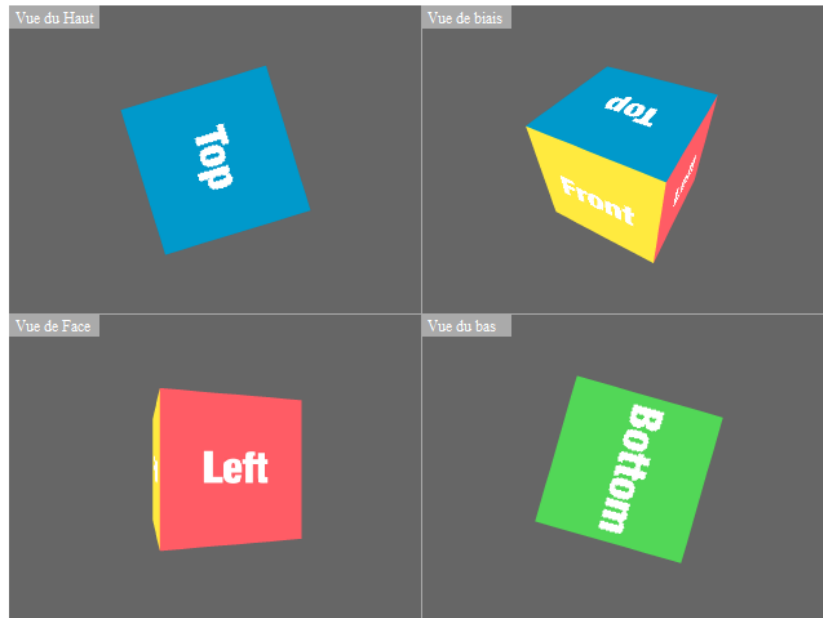 Vue du Haut
Top
Vue de biais
Top
Front
Vue de Face
Left
Vue du bas
Bottom